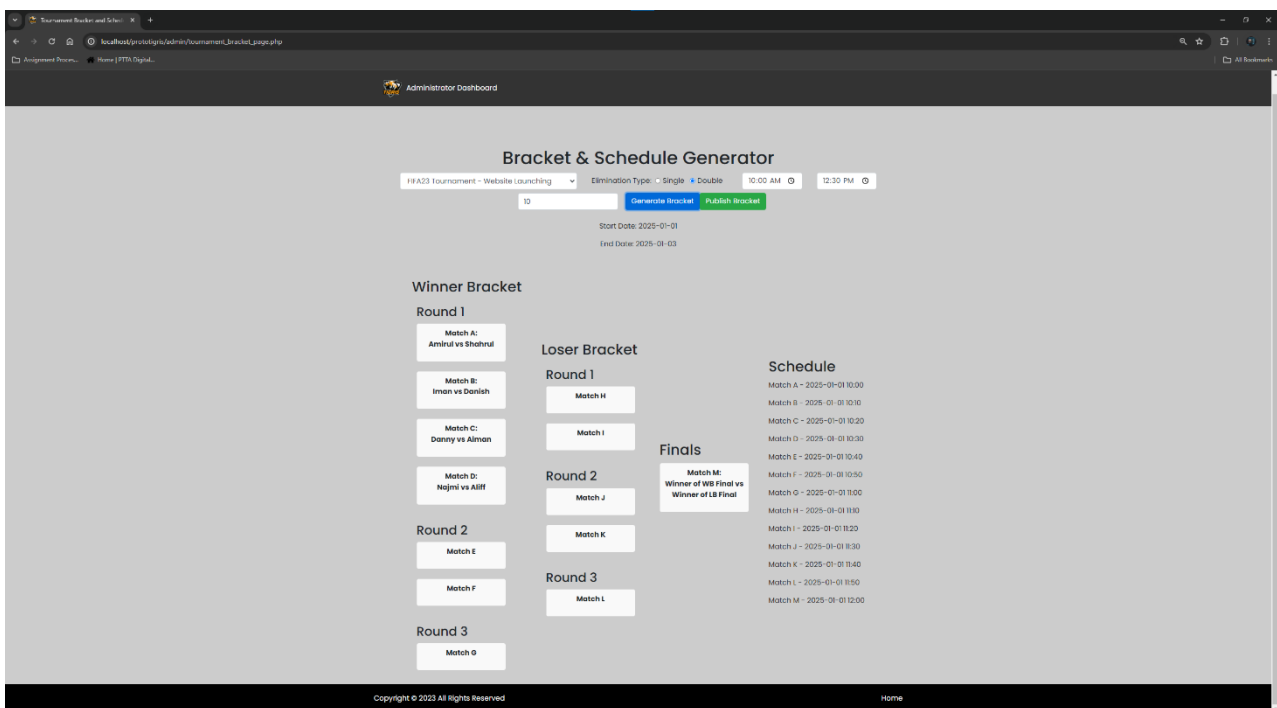 Tournament Bracket and Sched
localhost/prototigris/admin/tournament_bracket_page.php
Assignment Proces...
Home | PTTA Digital...
All Bookmarks
Administrator Dashboard
Bracket & Schedule Generator
FIFA23 Tournament - Website Launching
Elimination Type: Single Double
10:00 AM
12:30 PM
10
Generate Bracket
Publish Bracket
Start Date: 2025-01-01
End Date: 2025-01-03
Winner Bracket
Round 1
Match A:
Amirul vs Shahrul
Match B:
Iman vs Danish
Match C:
Danny vs Aiman
Match D:
Najmi vs Aliff
Round 2
Match E
Match F
Round 3
Match G
Loser Bracket
Round 1
Match H
Match I
Round 2
Match J
Match K
Round 3
Match L
Finals
Match M:
Winner of WB Final vs
Winner of LB Final
Schedule
Match A - 2025-01-01 10:00
Match B - 2025-01-01 10:10
Match C - 2025-01-01 10:20
Match D - 2025-01-01 10:30
Match E - 2025-01-01 10:40
Match F - 2025-01-01 10:50
Match G - 2025-01-01 11:00
Match H - 2025-01-01 11:10
Match I - 2025-01-01 11:20
Match J - 2025-01-01 11:30
Match K - 2025-01-01 11:40
Match L - 2025-01-01 11:50
Match M - 2025-01-01 12:00
Copyright © 2023 All Rights Reserved
Home